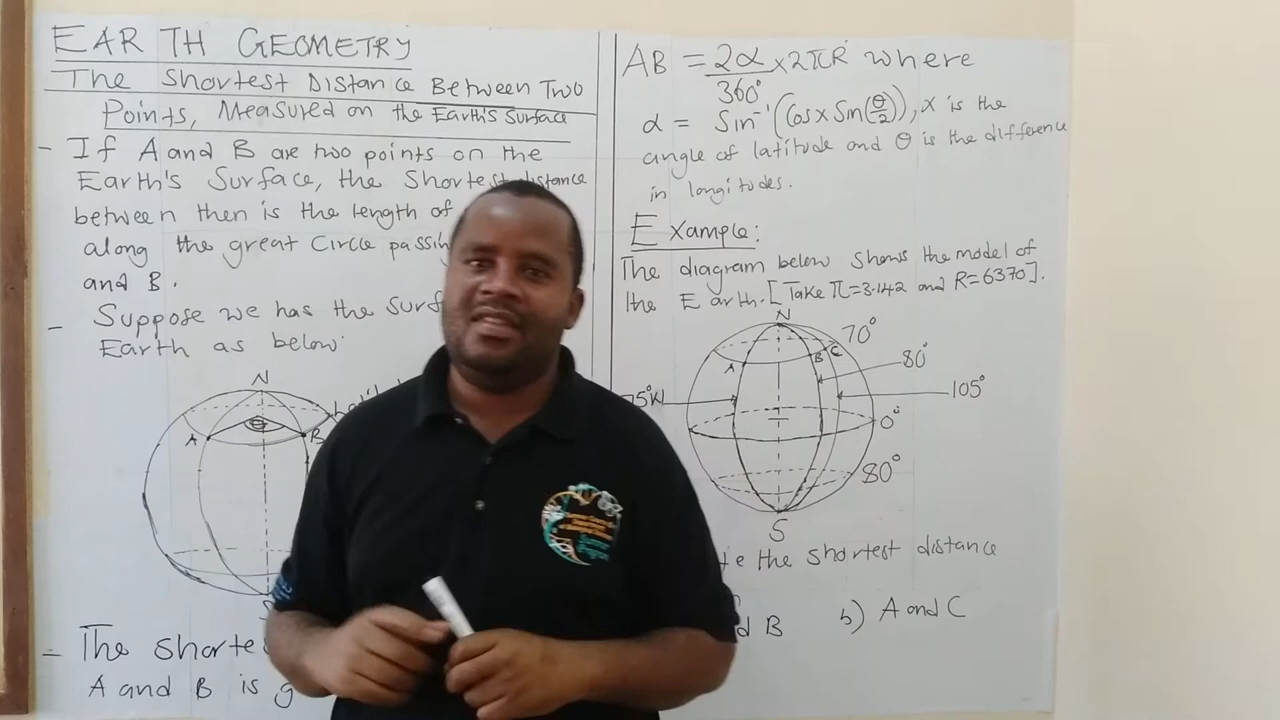 EARTH GEOMETRY
The Shortest Distance Between Two
Points, Measured on the Earth's Surface
- If A and B are two points on the
Earth's Surface, the Shortest distance
between then is the length of
along the great Circle passing
and B.
- Suppose we has the Surf
Earth as below:
N
A
B
- The shorte
A and B is g
AB = 2α/360° × 2πR where
α = Sin⁻¹(Cos x Sin(θ/2)), x is the
angle of latitude and θ is the difference
in longitudes.
Example:
The diagram below shows the model of
the Earth. [Take π=3.142 and R=6370].
N
70°
A
B
C
80°
75°W
105°
0°
80°
S
te the shortest distance
d B b) A and C